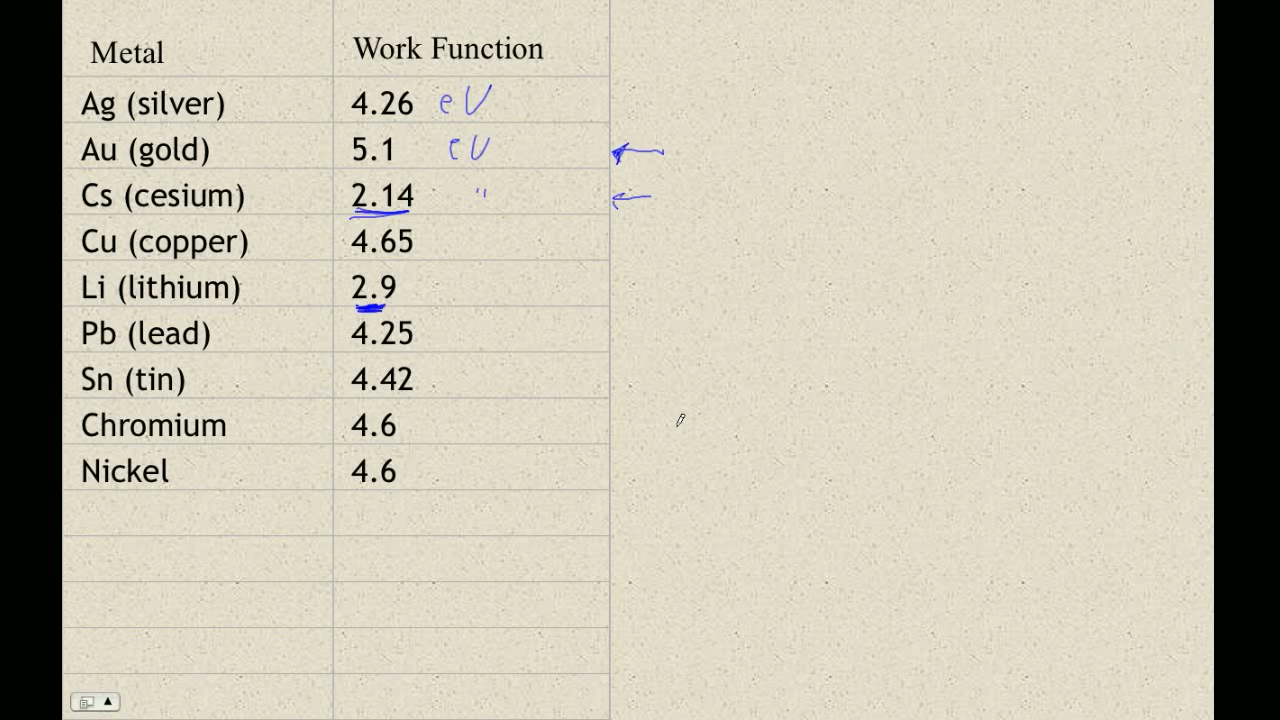 Metal Work Function
Ag (silver) 4.26 eV
Au (gold) 5.1 eV
Cs (cesium) 2.14 "
Cu (copper) 4.65
Li (lithium) 2.9
Pb (lead) 4.25
Sn (tin) 4.42
Chromium 4.6
Nickel 4.6